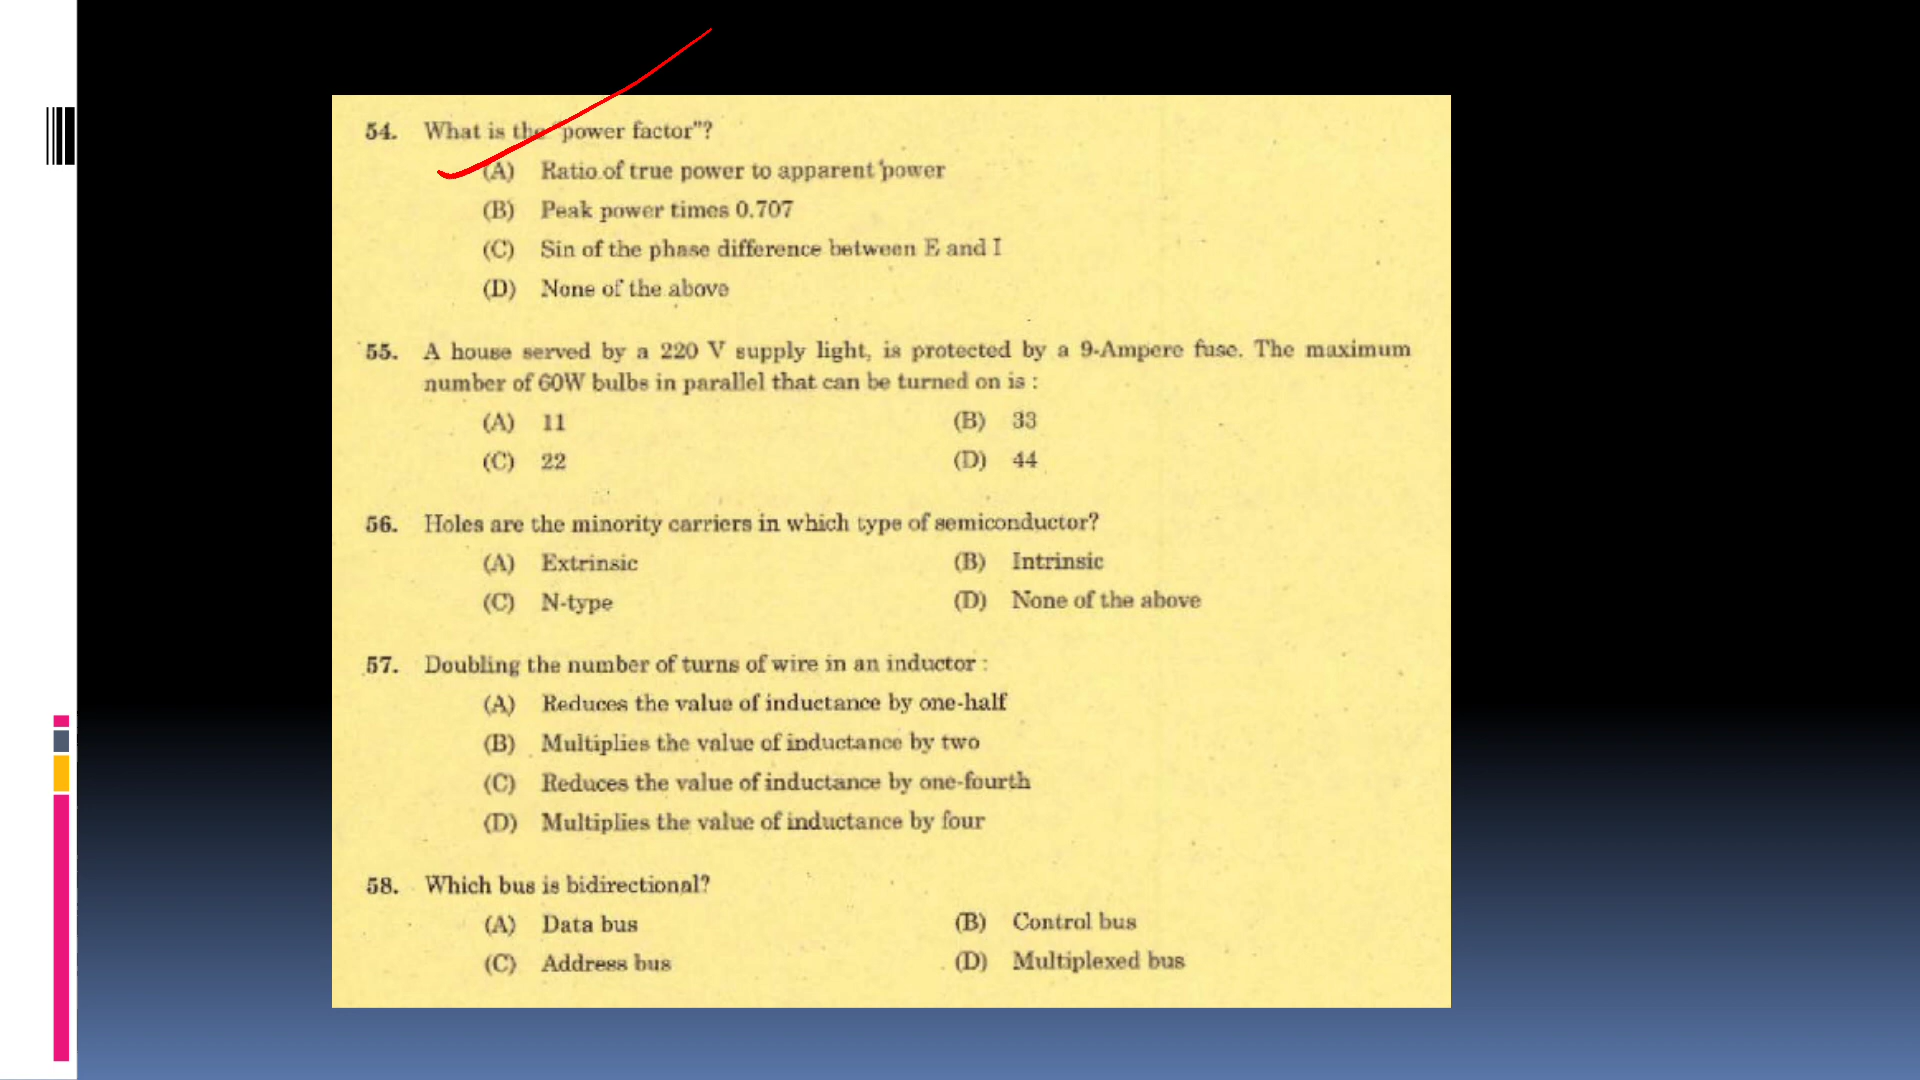 54. What is the "power factor"?
(A) Ratio of true power to apparent power
(B) Peak power times 0.707
(C) Sin of the phase difference between E and I
(D) None of the above
55. A house served by a 220 V supply light, is protected by a 9-Ampere fuse. The maximum
number of 60W bulbs in parallel that can be turned on is :
(A) 11 (B) 33
(C) 22 (D) 44
56. Holes are the minority carriers in which type of semiconductor?
(A) Extrinsic (B) Intrinsic
(C) N-type (D) None of the above
57. Doubling the number of turns of wire in an inductor :
(A) Reduces the value of inductance by one-half
(B) Multiplies the value of inductance by two
(C) Reduces the value of inductance by one-fourth
(D) Multiplies the value of inductance by four
58. Which bus is bidirectional?
(A) Data bus (B) Control bus
(C) Address bus (D) Multiplexed bus